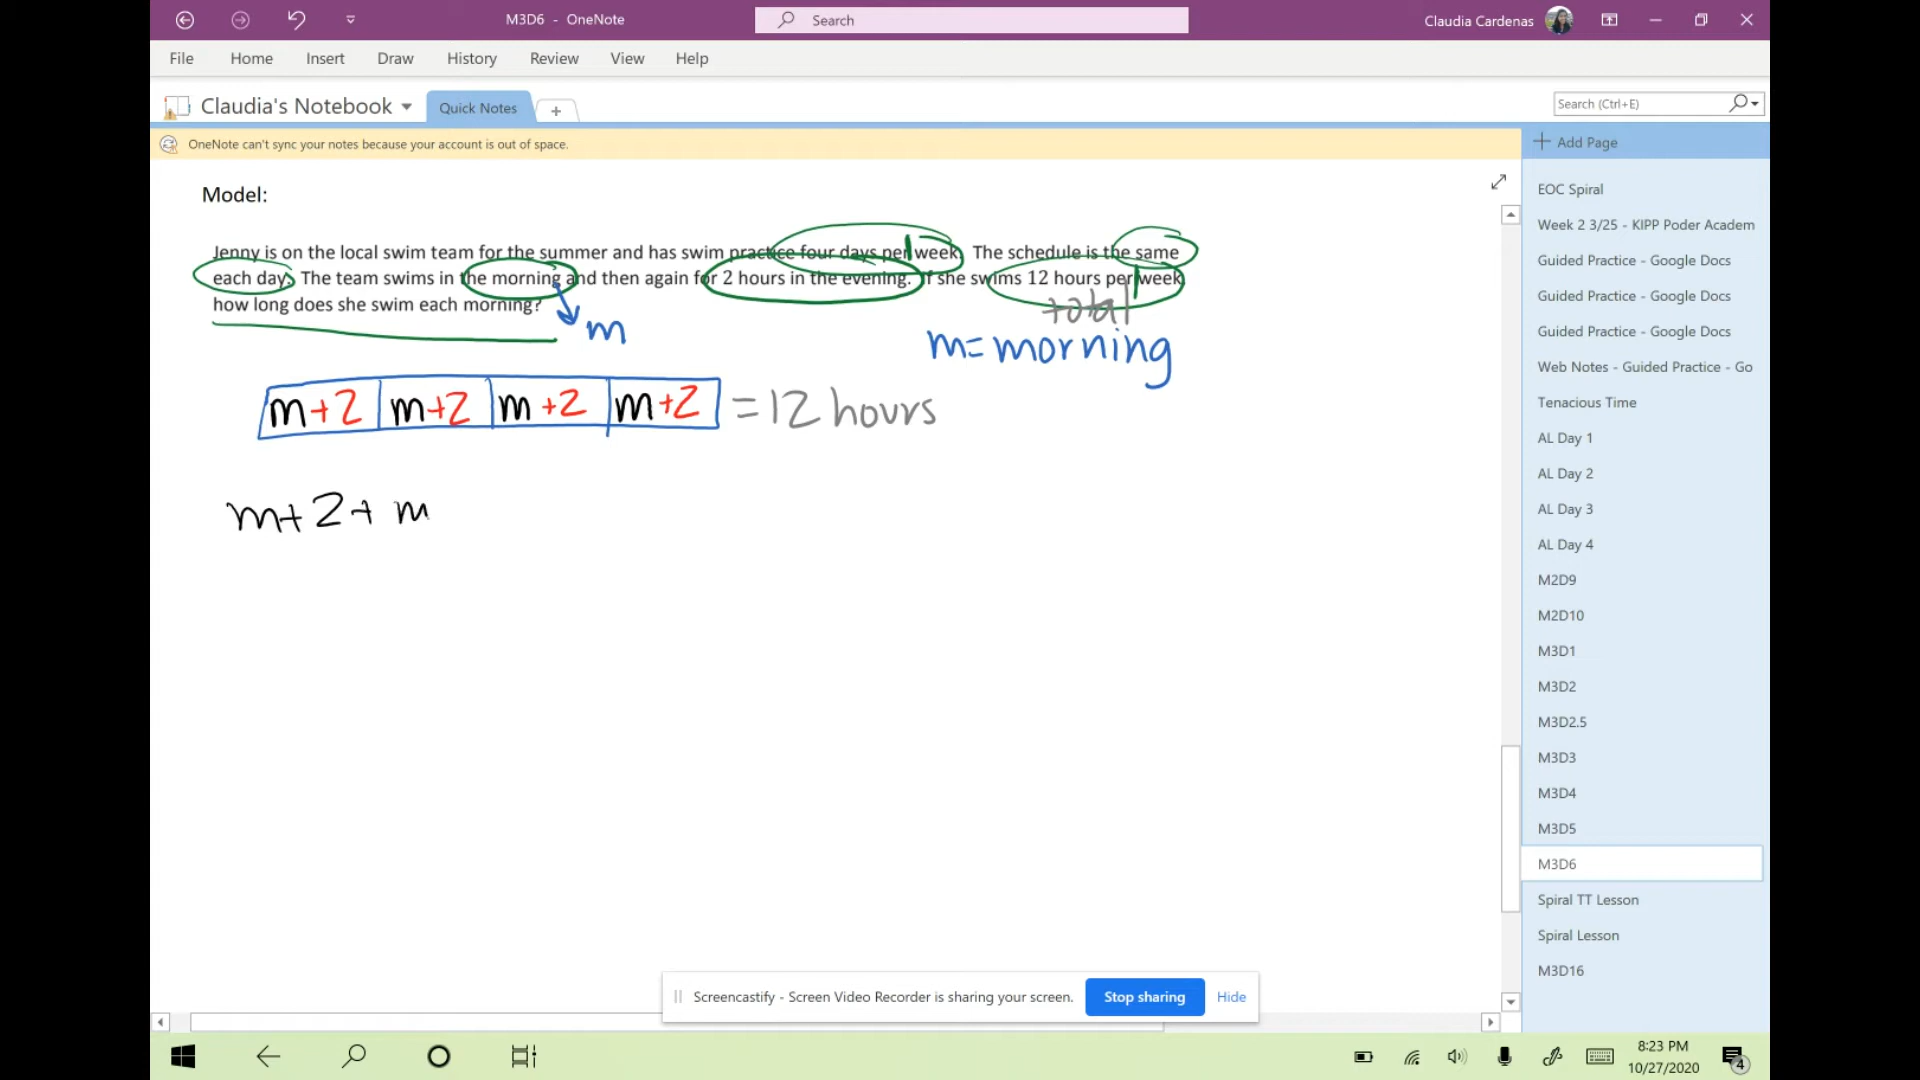 M3D6 - OneNote
Search
Claudia Cardenas
File Home Insert Draw History Review View Help
Claudia's Notebook
Quick Notes
+
Search (Ctrl+E)
OneNote can't sync your notes because your account is out of space.
Add Page
Model:
Jenny is on the local swim team for the summer and has swim practice four days per week. The schedule is the same
each day. The team swims in the morning and then again for 2 hours in the evening. If she swims 12 hours per week,
how long does she swim each morning?
total
m
m=morning
m+2 m+2 m+2 m+2 = 12 hours
m+2+m
EOC Spiral
Week 2 3/25 - KIPP Poder Academ
Guided Practice - Google Docs
Guided Practice - Google Docs
Guided Practice - Google Docs
Web Notes - Guided Practice - Go
Tenacious Time
AL Day 1
AL Day 2
AL Day 3
AL Day 4
M2D9
M2D10
M3D1
M3D2
M3D2.5
M3D3
M3D4
M3D5
M3D6
Spiral TT Lesson
Spiral Lesson
M3D16
Screencastify - Screen Video Recorder is sharing your screen.
Stop sharing
Hide
8:23 PM
10/27/2020
4